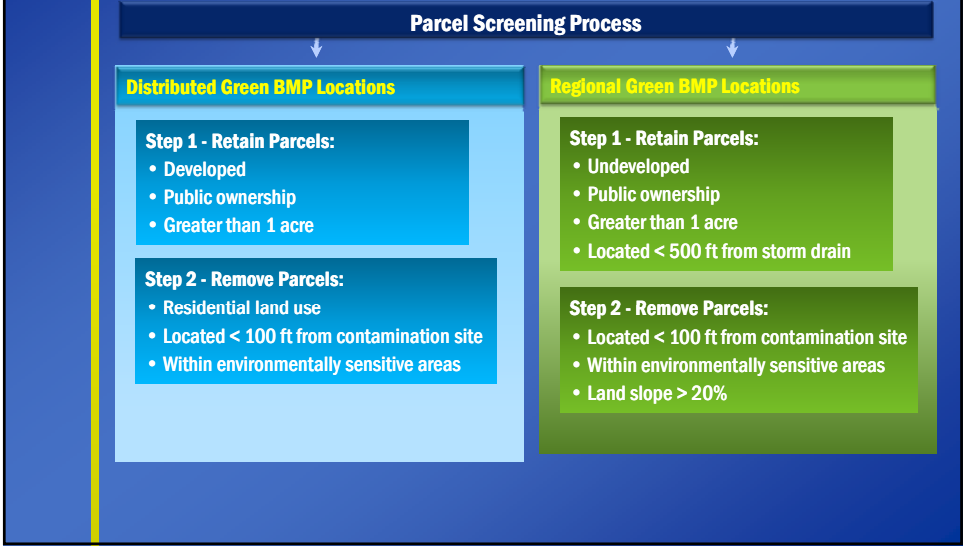 Parcel Screening Process
Distributed Green BMP Locations
Step 1 - Retain Parcels:
• Developed
• Public ownership
• Greater than 1 acre
Step 2 - Remove Parcels:
• Residential land use
• Located < 100 ft from contamination site
• Within environmentally sensitive areas
Regional Green BMP Locations
Step 1 - Retain Parcels:
• Undeveloped
• Public ownership
• Greater than 1 acre
• Located < 500 ft from storm drain
Step 2 - Remove Parcels:
• Located < 100 ft from contamination site
• Within environmentally sensitive areas
• Land slope > 20%